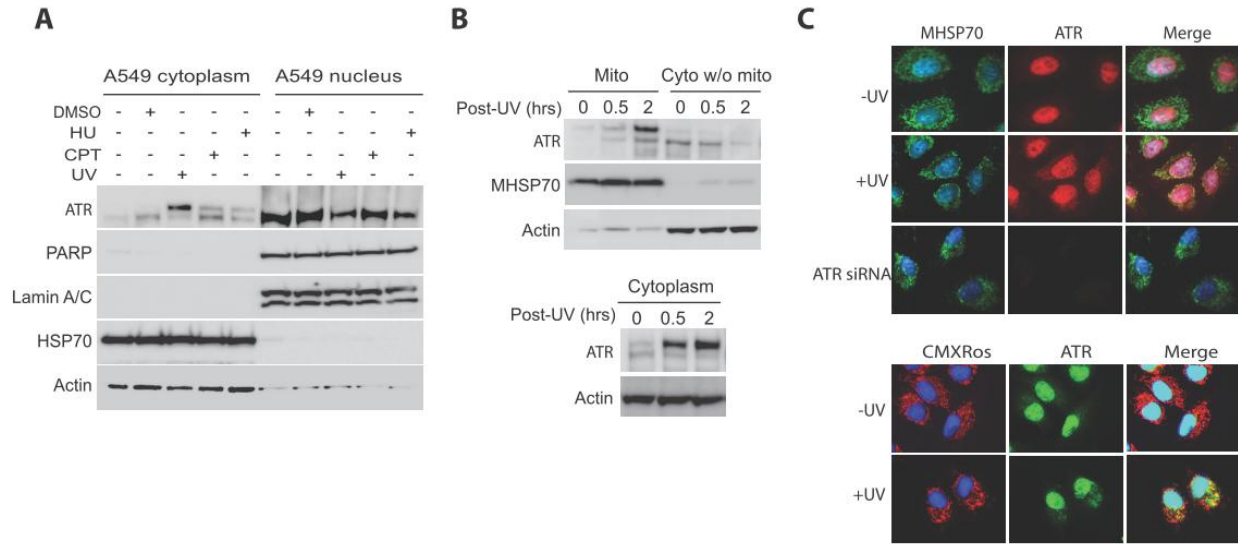 A
A549 cytoplasm A549 nucleus
DMSO - + - - - - + - - -
HU - - - - + - - - - +
CPT - - - + - - - - + -
UV - - + - - - - + - -
ATR
PARP
Lamin A/C
HSP70
Actin
B
Mito Cyto w/o mito
Post-UV (hrs) 0 0.5 2 0 0.5 2
ATR
MHSP70
Actin
Cytoplasm
Post-UV (hrs) 0 0.5 2
ATR
Actin
C
MHSP70 ATR Merge
-UV
+UV
ATR siRNA
CMXRos ATR Merge
-UV
+UV